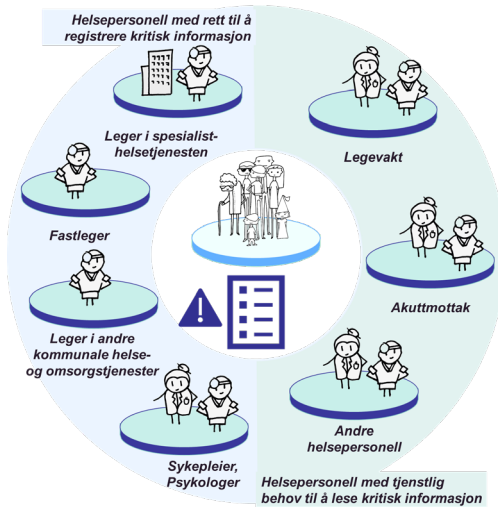 Helsepersonell med rett til å
registrere kritisk informasjon
Leger i spesialist-
helsetjenesten
Fastleger
Leger i andre
kommunale helse-
og omsorgstjenester
Sykepleier,
Psykologer
Legevakt
Akuttmottak
Andre
helsepersonell
Helsepersonell med tjenstlig
behov til å lese kritisk informasjon